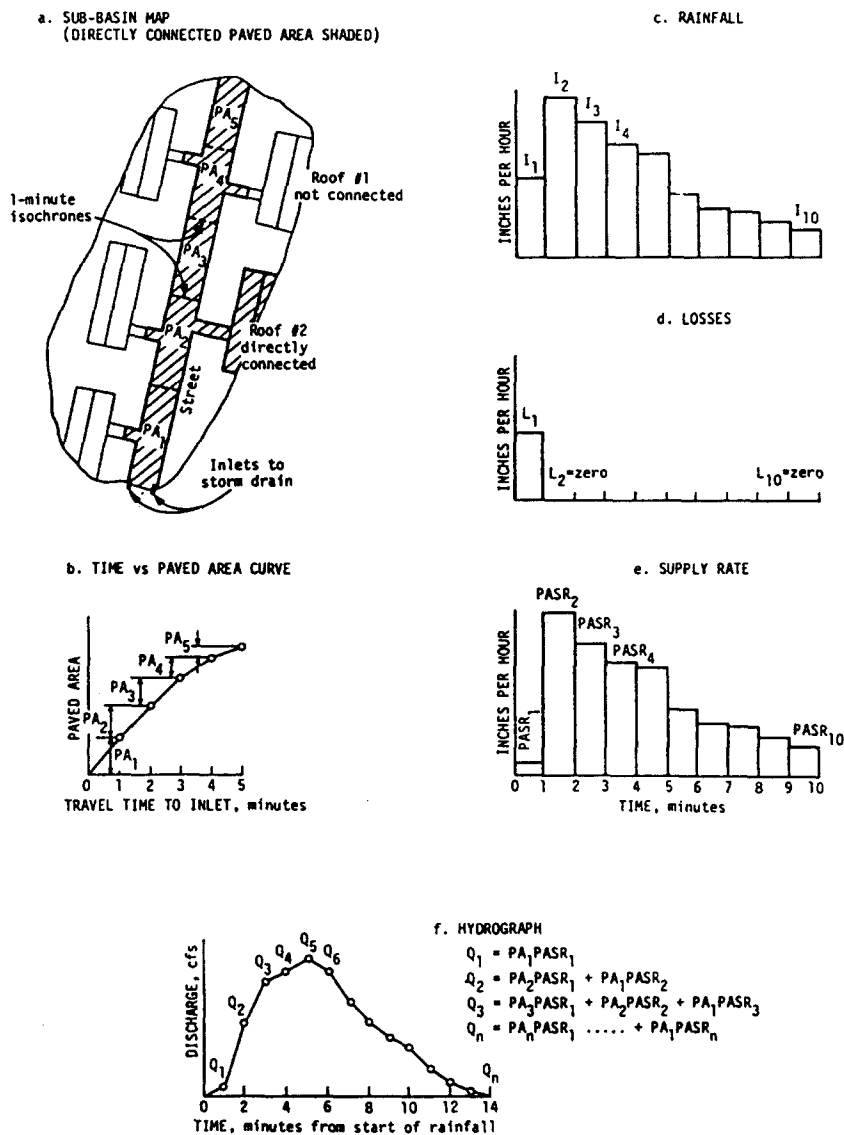 a. SUB-BASIN MAP
(DIRECTLY CONNECTED PAVED AREA SHADED)
PA5
PA4
Roof #1
not connected
1-minute
isochrones
PA3
PA2
Roof #2
directly
connected
Street
PA1
Inlets to
storm drain
b. TIME vs PAVED AREA CURVE
PAVED AREA
PA5
PA4
PA3
PA2
PA1
0 1 2 3 4 5
TRAVEL TIME TO INLET, minutes
c. RAINFALL
INCHES PER HOUR
I1
I2
I3
I4
I10
d. LOSSES
INCHES PER HOUR
L1
L2=zero
L10=zero
e. SUPPLY RATE
INCHES PER HOUR
PASR1
PASR2
PASR3
PASR4
PASR10
0 1 2 3 4 5 6 7 8 9 10
TIME, minutes
f. HYDROGRAPH
Q1 = PA1PASR1
Q2 = PA2PASR1 + PA1PASR2
Q3 = PA3PASR1 + PA2PASR2 + PA1PASR3
Qn = PAnPASR1 ..... + PA1PASRn
DISCHARGE, cfs
Q1
Q2
Q3
Q4
Q5
Q6
Qn
0 2 4 6 8 10 12 14
TIME, minutes from start of rainfall